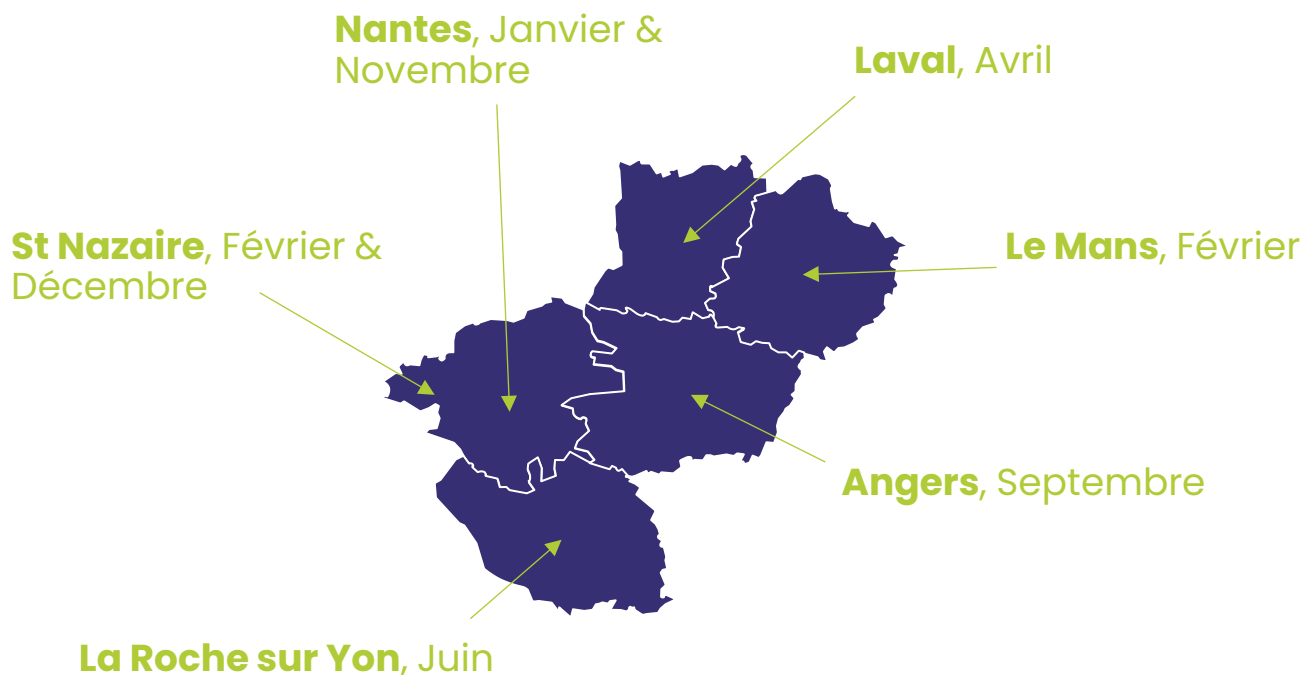 Nantes, Janvier &
Novembre
Laval, Avril
St Nazaire, Février &
Décembre
Le Mans, Février
Angers, Septembre
La Roche sur Yon, Juin